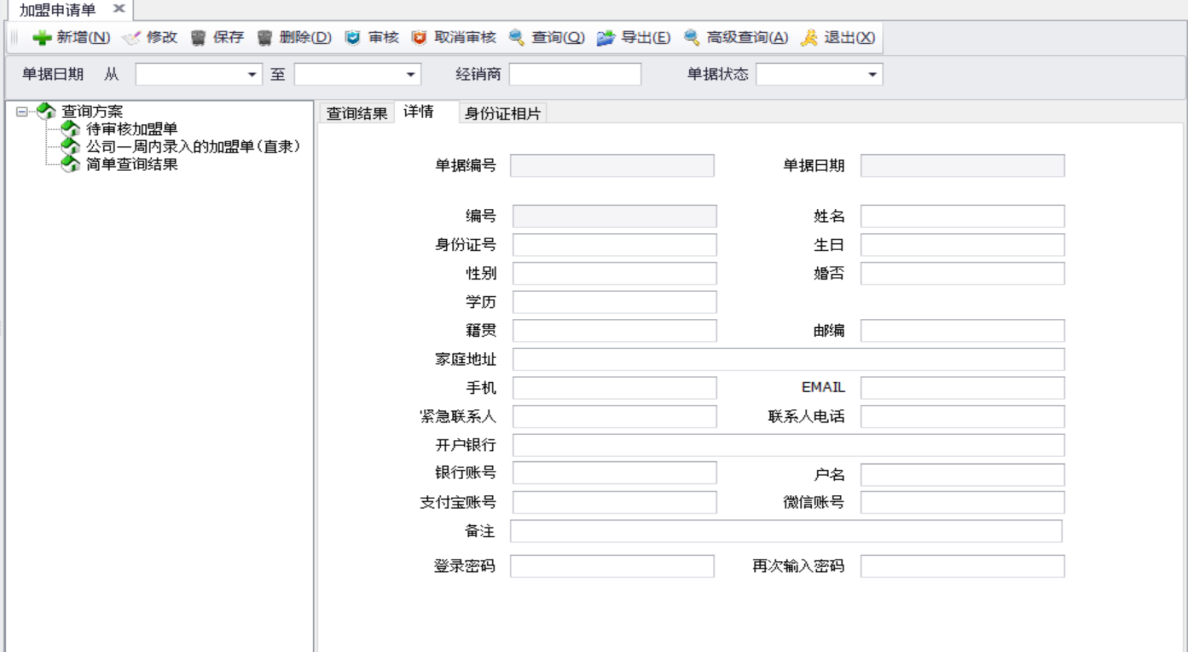 加盟申请单
新增(N) 修改 保存 删除(D) 审核 取消审核 查询(Q) 导出(E) 高级查询(A) 退出(X)
单据日期 从 至 经销商 单据状态
查询方案
待审核加盟单
公司一周内录入的加盟单(直隶)
简单查询结果
查询结果 详情 身份证相片
单据编号 单据日期
编号 姓名
身份证号 生日
性别 婚否
学历
籍贯 邮编
家庭地址
手机 EMAIL
紧急联系人 联系人电话
开户银行
银行账号 户名
支付宝账号 微信账号
备注
登录密码 再次输入密码